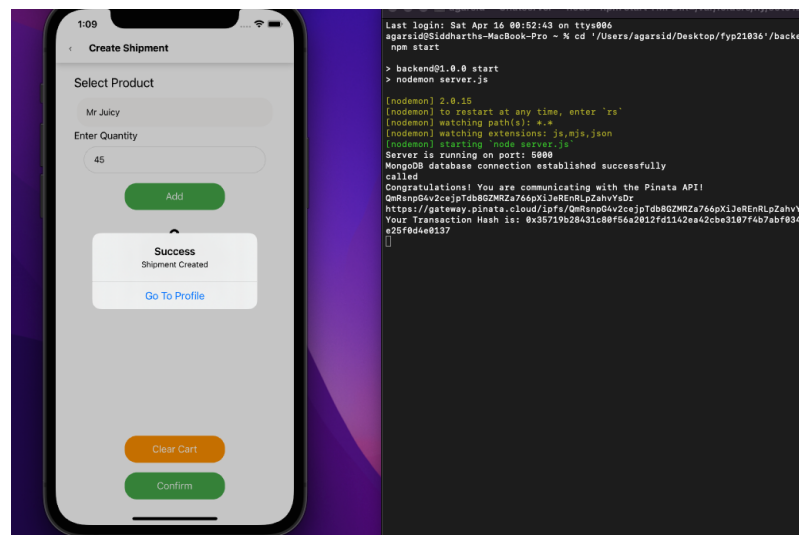 1:09
Create Shipment
Select Product
Mr Juicy
Enter Quantity
45
Add
Success
Shipment Created
Go To Profile
Clear Cart
Confirm
Last login: Sat Apr 16 00:52:43 on ttys006
agarsid@Siddharths-MacBook-Pro ~ % cd '/Users/agarsid/Desktop/fyp21036'/backe
npm start
> backend@1.0.0 start
> nodemon server.js
[nodemon] 2.0.15
[nodemon] to restart at any time, enter `rs`
[nodemon] watching path(s): *.*
[nodemon] watching extensions: js,mjs,json
[nodemon] starting `node server.js`
Server is running on port: 5000
MongoDB database connection established successfully
called
Congratulations! You are communicating with the Pinata API!
QmRsnpG4v2cejpTdb8GZMRZa766pXiJeREnRLpZahvYsDr
https://gateway.pinata.cloud/ipfs/QmRsnpG4v2cejpTdb8GZMRZa766pXiJeREnRLpZahvY
Your Transaction Hash is: 0x35719b28431c80f56a2012fd1142ea42cbe3107f4b7abf034
e25f0d4e0137